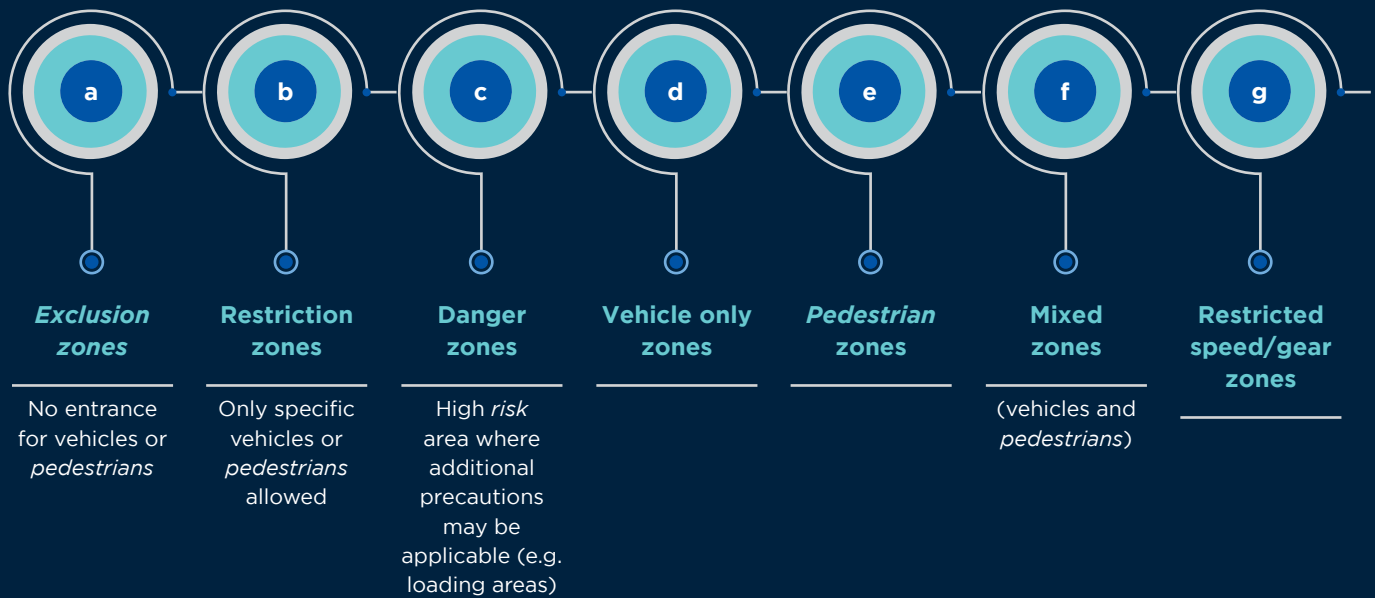 a
b
c
d
e
f
g
Exclusion
zones
No entrance
for vehicles or
pedestrians
Restriction
zones
Only specific
vehicles or
pedestrians
allowed
Danger
zones
High risk
area where
additional
precautions
may be
applicable (e.g.
loading areas)
Vehicle only
zones
Pedestrian
zones
Mixed
zones
(vehicles and
pedestrians)
Restricted
speed/gear
zones